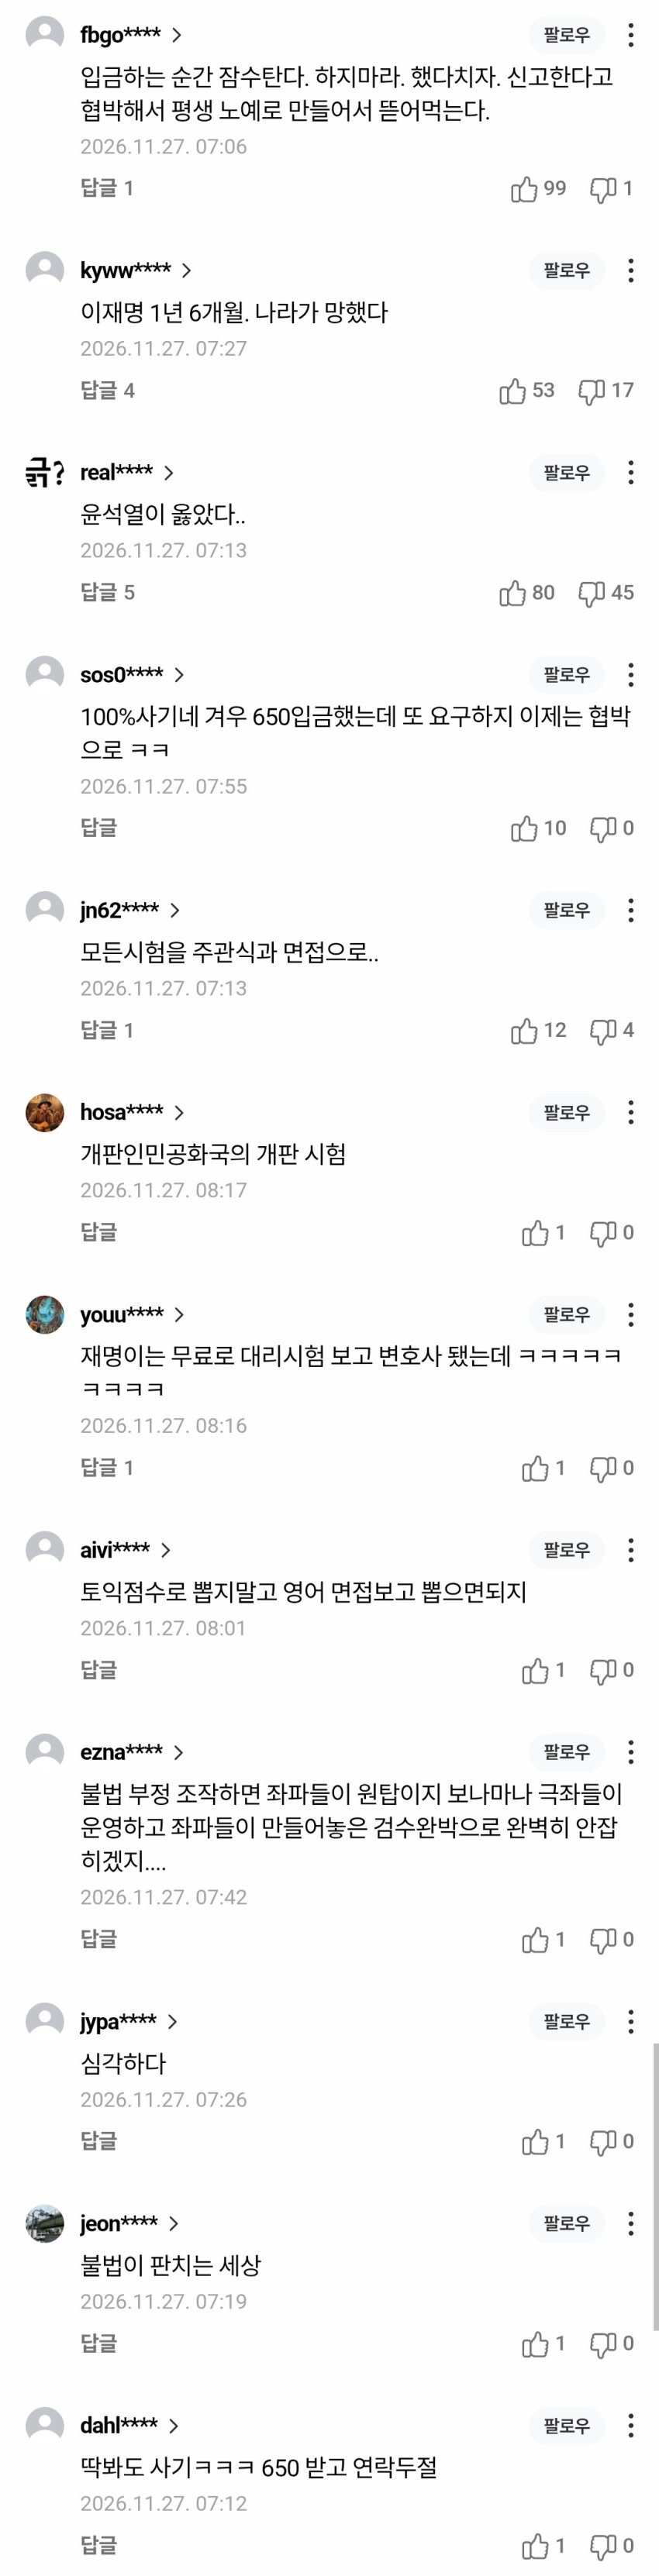 fbgo****
팔로우
입금하는 순간 잠수탄다. 하지마라. 했다치자. 신고한다고
협박해서 평생 노예로 만들어서 뜯어먹는다.
2026.11.27. 07:06
답글 1
99
1
kyww****
팔로우
이재명 1년 6개월. 나라가 망했다
2026.11.27. 07:27
답글 4
53
17
긁?
real****
팔로우
윤석열이 옳았다..
2026.11.27. 07:13
답글 5
80
45
sos0****
팔로우
100%사기네 겨우 650입금했는데 또 요구하지 이제는 협박
으로 ㅋㅋ
2026.11.27. 07:55
답글
10
0
jn62****
팔로우
모든시험을 주관식과 면접으로..
2026.11.27. 07:13
답글 1
12
4
hosa****
팔로우
개판인민공화국의 개판 시험
2026.11.27. 08:17
답글
1
0
youu****
팔로우
재명이는 무료로 대리시험 보고 변호사 됐는데 ㅋㅋㅋㅋㅋ
ㅋㅋㅋㅋ
2026.11.27. 08:16
답글 1
1
0
aivi****
팔로우
토익점수로 뽑지말고 영어 면접보고 뽑으면되지
2026.11.27. 08:01
답글
1
0
ezna****
팔로우
불법 부정 조작하면 좌파들이 원탑이지 보나마나 극좌들이
운영하고 좌파들이 만들어놓은 검수완박으로 완벽히 안잡
히겠지....
2026.11.27. 07:42
답글
1
0
jypa****
팔로우
심각하다
2026.11.27. 07:26
답글
1
0
jeon****
팔로우
불법이 판치는 세상
2026.11.27. 07:19
답글
1
0
dahl****
팔로우
딱봐도 사기ㅋㅋㅋ 650 받고 연락두절
2026.11.27. 07:12
답글
1
0